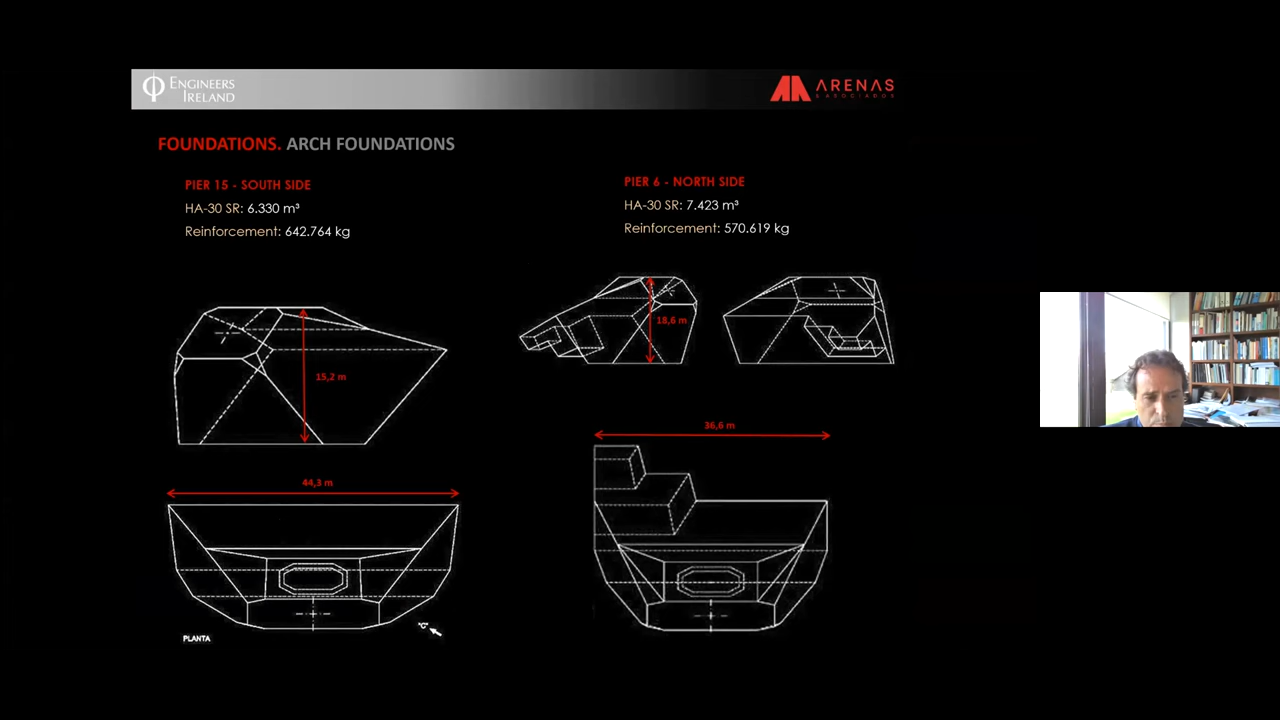 ENGINEERS
IRELAND
ARENAS
& ASOCIADOS
FOUNDATIONS. ARCH FOUNDATIONS
PIER 15 - SOUTH SIDE
HA-30 SR: 6.330 m³
Reinforcement: 642.764 kg
PIER 6 - NORTH SIDE
HA-30 SR: 7.423 m³
Reinforcement: 570.619 kg
15,2 m
18,6 m
44,3 m
36,6 m
PLANTA
"C"